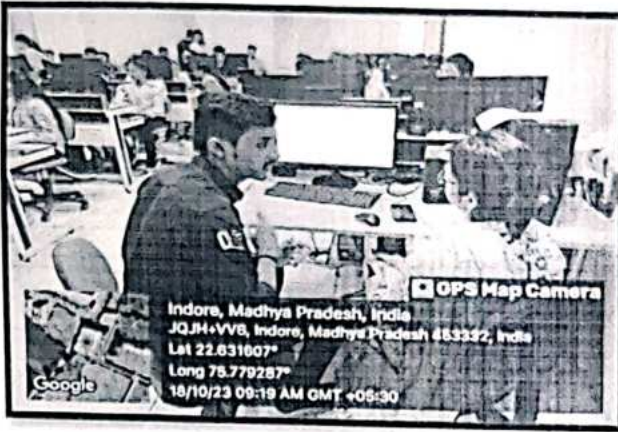 GPS Map Camera
Indore, Madhya Pradesh, India
JQJH+VV6, Indore, Madhya Pradesh 453332, India
Lat 22.631607°
Long 75.779287°
18/10/23 09:19 AM GMT +05:30
Google